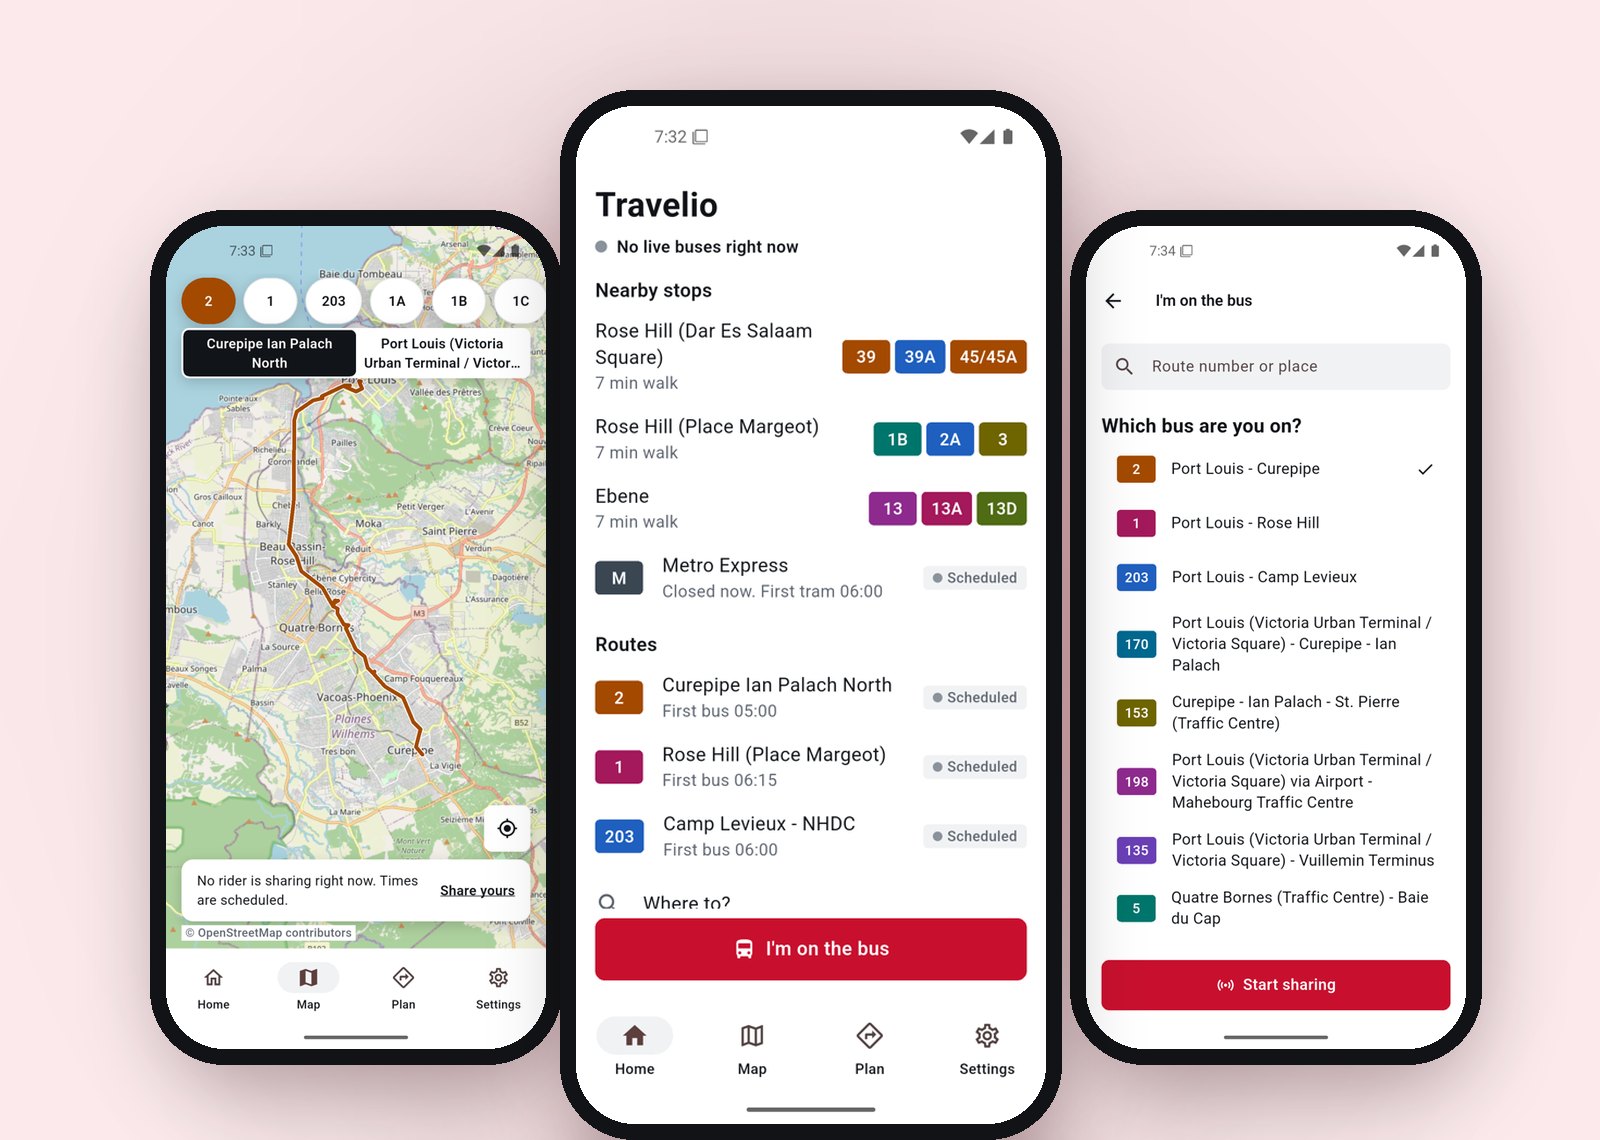 7:33
2
1
203
1A
1B
1C
Curepipe Ian Palach
North
Port Louis (Victoria
Urban Terminal / Victor...
Arsenal
Baie du Tombeau
Pointe aux
Sables
Vallée des Prêtres
Crève Coeur
Pailles
Richelieu
Coromandel
Gros Cailloux
Petit Verger
L'Avenir
Canot
Barkly
Moka
Saint Pierre
Beau Bassin-
Rose Hill
Réduit
Verdun
Stanley
Ebène Cybercity
Dagotière
L'Assurance
M3
Quatre Bornes
La Source
Beaux Songes
Palma
Camp Fouquereaux
Bassin
Vacoas-Phoenix
Plaines
Wilhems
B52
Tres bon
Curepipe
La Vigie
La Marie
Mont Vert
Nature
No rider is sharing right now. Times
are scheduled.
Share yours
© OpenStreetMap contributors
Home
Map
Plan
Settings
7:32
Travelio
No live buses right now
Nearby stops
Rose Hill (Dar Es Salaam
Square)
7 min walk
39
39A
45/45A
Rose Hill (Place Margeot)
7 min walk
1B
2A
3
Ebene
7 min walk
13
13A
13D
M
Metro Express
Closed now. First tram 06:00
Scheduled
Routes
2
Curepipe Ian Palach North
First bus 05:00
Scheduled
1
Rose Hill (Place Margeot)
First bus 06:15
Scheduled
203
Camp Levieux - NHDC
First bus 06:00
Scheduled
Where to?
I'm on the bus
Home
Map
Plan
Settings
7:34
I'm on the bus
Route number or place
Which bus are you on?
2
Port Louis - Curepipe
1
Port Louis - Rose Hill
203
Port Louis - Camp Levieux
170
Port Louis (Victoria Urban Terminal /
Victoria Square) - Curepipe - Ian
Palach
153
Curepipe - Ian Palach - St. Pierre
(Traffic Centre)
198
Port Louis (Victoria Urban Terminal /
Victoria Square) via Airport -
Mahebourg Traffic Centre
135
Port Louis (Victoria Urban Terminal /
Victoria Square) - Vuillemin Terminus
5
Quatre Bornes (Traffic Centre) - Baie
du Cap
Start sharing